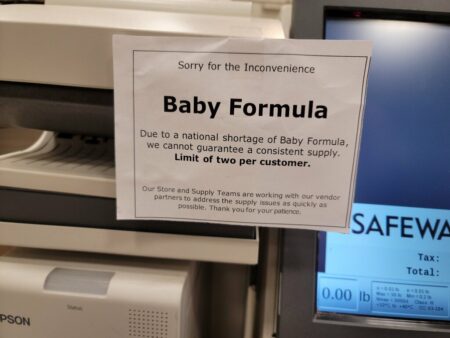 Sorry for the Inconvenience
Baby Formula
Due to a national shortage of Baby Formula,
we cannot guarantee a consistent supply.
Limit of two per customer.
Our Store and Supply Teams are working with our vendor
partners to address the supply issues as quickly as
possible. Thank you for your patience.
SAFEWA
Tax:
Total:
0.00 lb
Status
PSON